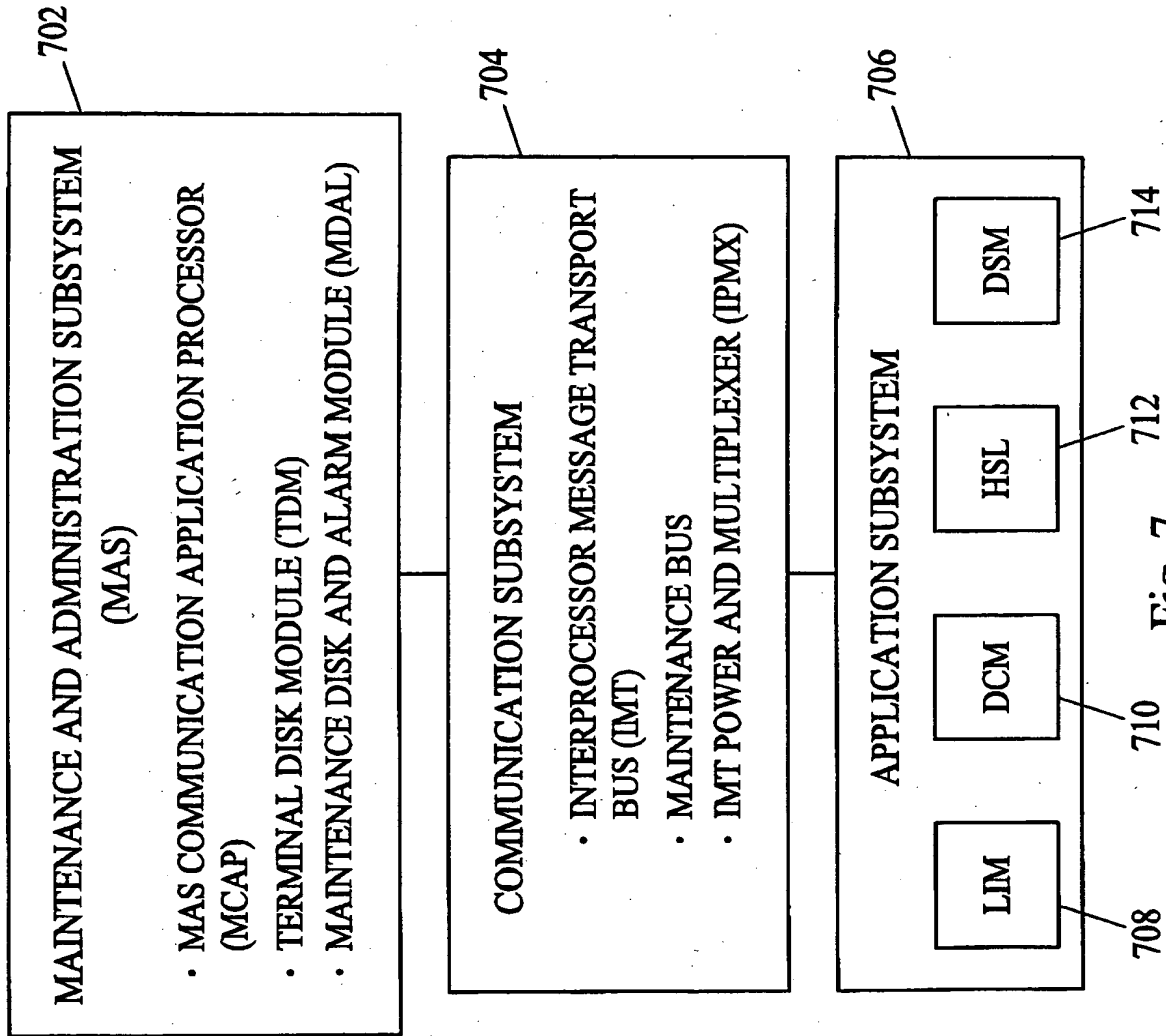 702
MAINTENANCE AND ADMINISTRATION SUBSYSTEM
(MAS)
· MAS COMMUNICATION APPLICATION PROCESSOR
(MCAP)
· TERMINAL DISK MODULE (TDM)
· MAINTENANCE DISK AND ALARM MODULE (MDAL)
704
COMMUNICATION SUBSYSTEM
· INTERPROCESSOR MESSAGE TRANSPORT
BUS (IMT)
· MAINTENANCE BUS
· IMT POWER AND MULTIPLEXER (IPMX)
706
APPLICATION SUBSYSTEM
LIM
DCM
HSL
DSM
708
710
712
714
Fig. 7